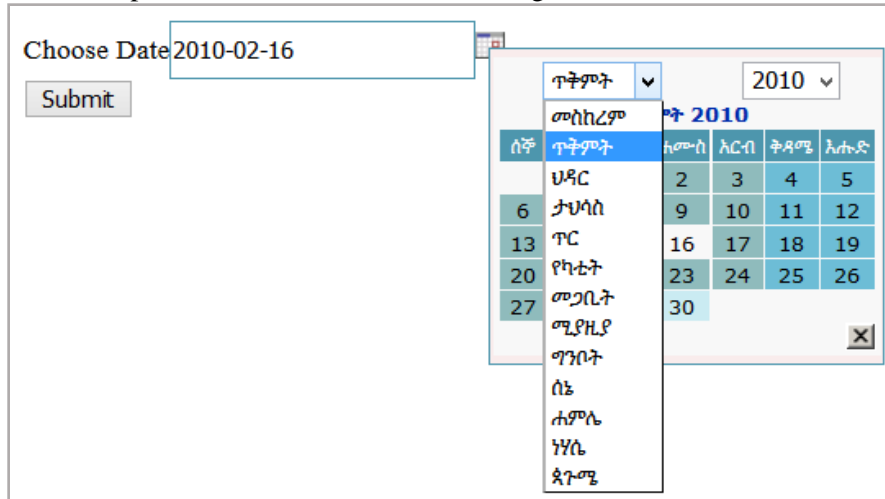 Choose Date 2010-02-16
Submit
ጥቅምት 2010
መስከረም
ጥቅምት
ህዳር
ታህሳስ
ጥር
የካቲት
መጋቢት
ሚያዚያ
ግንቦት
ሰኔ
ሐምሌ
ነሃሴ
ጳጉሜ
2010
ሰኞ አርብ ቅዳሜ እሑድ
2 3 4 5
6 9 10 11 12
13 16 17 18 19
20 23 24 25 26
27 30